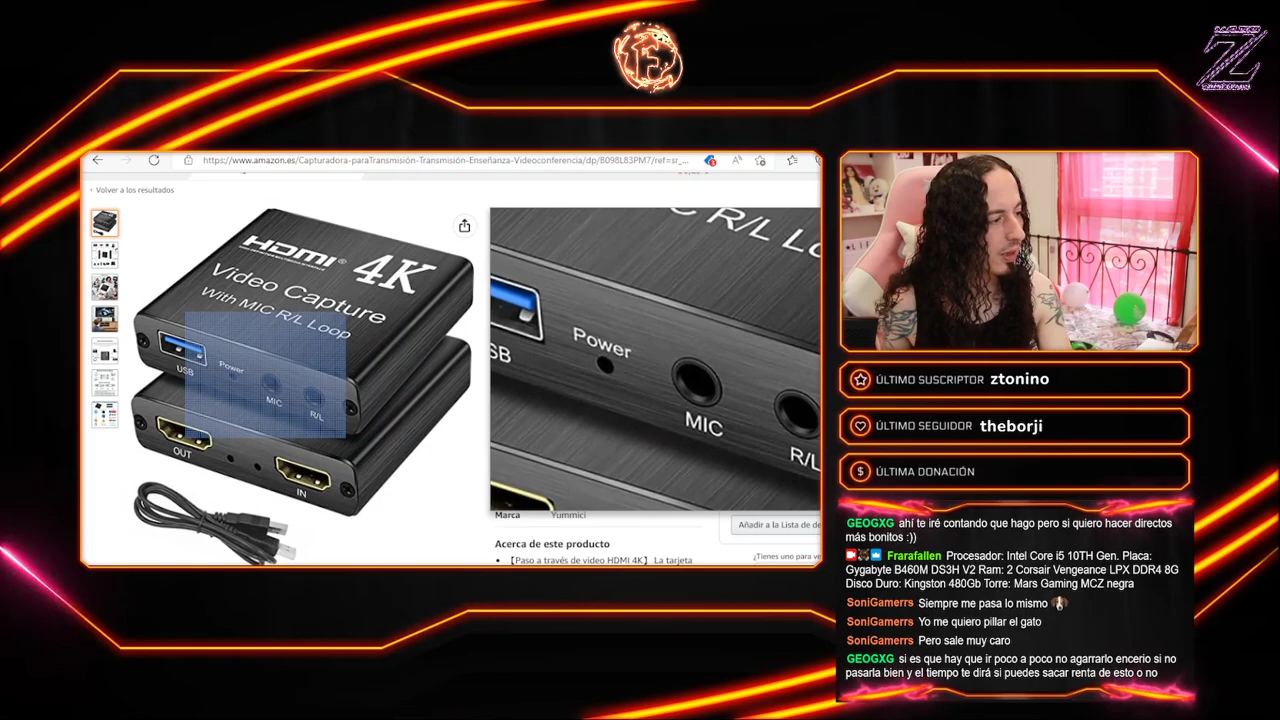 https://www.amazon.es/Capturadora-paraTransmisión-Transmisión-Enseñanza-Videoconferencia/dp/B098L83PM7/ref=sr_...
‹ Volver a los resultados
HDMI® 4K
Video Capture
With MIC R/L Loop
USB
Power
MIC
R/L
OUT
IN
C R/L Lo
SB
Power
MIC
R/L
Marca Yummici
Añadir a la Lista de de
Acerca de este producto
¿Tienes uno para ve
• 【Paso a través de video HDMI 4K】 La tarjeta
ÚLTIMO SUSCRIPTOR ztonino
ÚLTIMO SEGUIDOR theborji
ÚLTIMA DONACIÓN
GEOGXG ahí te iré contando que hago pero si quiero hacer directos
más bonitos :))
Frarafallen Procesador: Intel Core i5 10TH Gen. Placa:
Gygabyte B460M DS3H V2 Ram: 2 Corsair Vengeance LPX DDR4 8G
Disco Duro: Kingston 480Gb Torre: Mars Gaming MCZ negra
SoniGamerrs Siempre me pasa lo mismo
SoniGamerrs Yo me quiero pillar el gato
SoniGamerrs Pero sale muy caro
GEOGXG si es que hay que ir poco a poco no agarrarlo encerio si no
pasarla bien y el tiempo te dirá si puedes sacar renta de esto o no